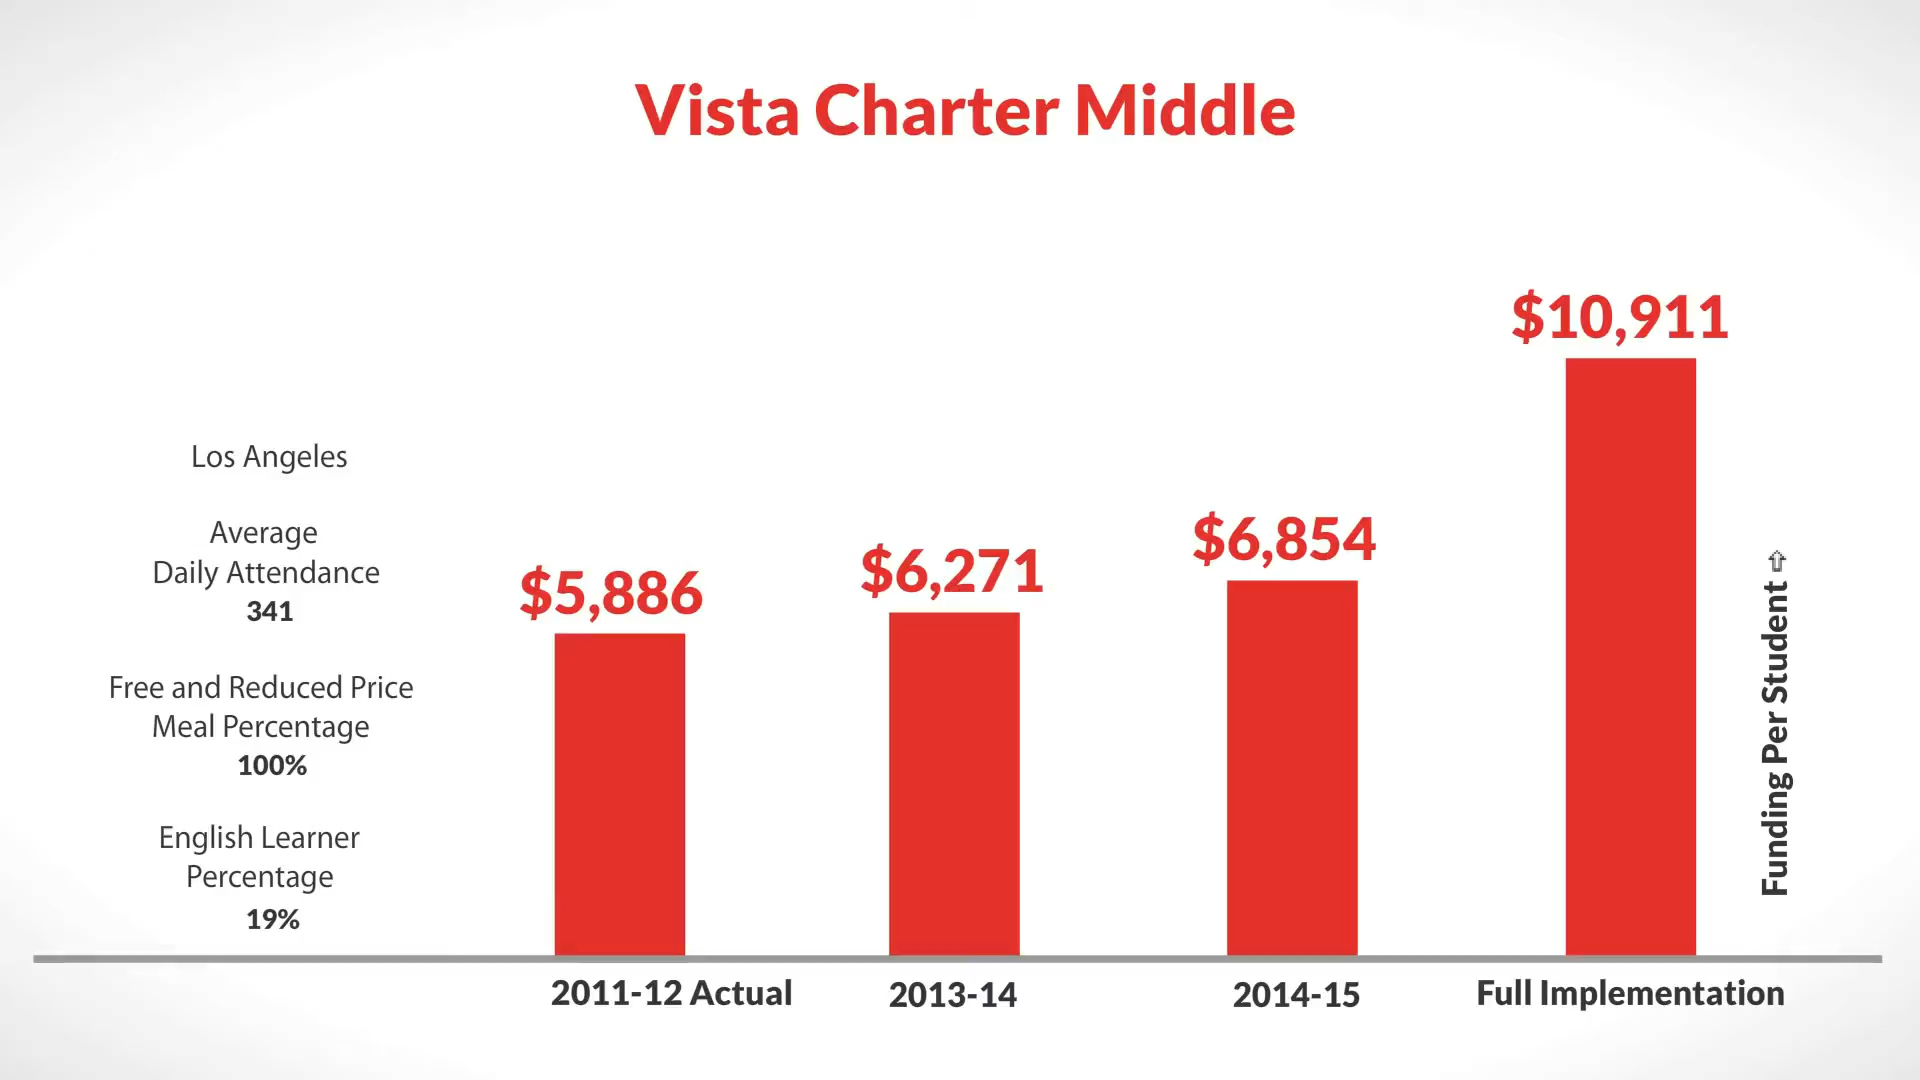 Vista Charter Middle
Los Angeles
Average
Daily Attendance
341
Free and Reduced Price
Meal Percentage
100%
English Learner
Percentage
19%
$5,886
$6,271
$6,854
$10,911
2011-12 Actual
2013-14
2014-15
Full Implementation
Funding Per Student ⇧